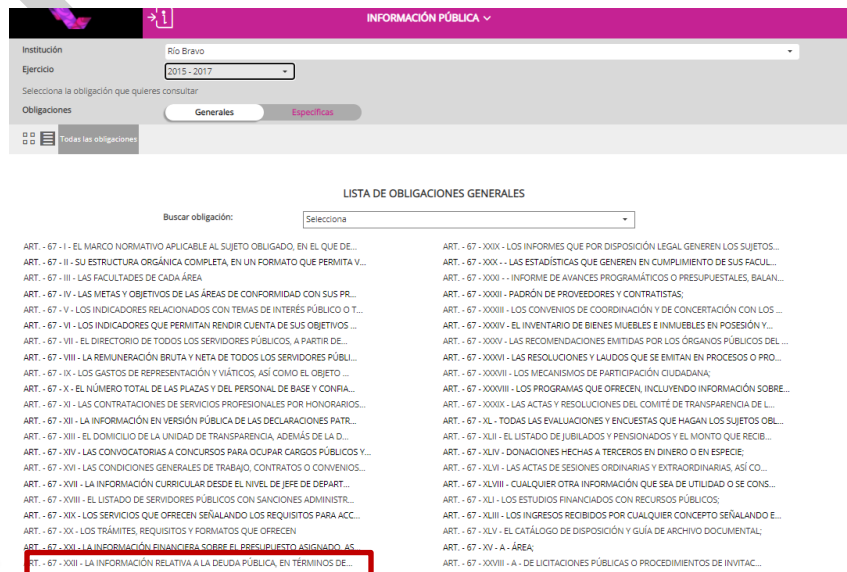 INFORMACIÓN PÚBLICA
Institución
Río Bravo
Ejercicio
2015 - 2017
Selecciona la obligación que quieres consultar
Obligaciones
Generales
Específicas
Todas las obligaciones
LISTA DE OBLIGACIONES GENERALES
Buscar obligación:
Selecciona
ART. - 67 - I - EL MARCO NORMATIVO APLICABLE AL SUJETO OBLIGADO, EN EL QUE DE...
ART. - 67 - II - SU ESTRUCTURA ORGÁNICA COMPLETA, EN UN FORMATO QUE PERMITA V...
ART. - 67 - III - LAS FACULTADES DE CADA ÁREA
ART. - 67 - IV - LAS METAS Y OBJETIVOS DE LAS ÁREAS DE CONFORMIDAD CON SUS PR...
ART. - 67 - V - LOS INDICADORES RELACIONADOS CON TEMAS DE INTERÉS PÚBLICO O T...
ART. - 67 - VI - LOS INDICADORES QUE PERMITAN RENDIR CUENTA DE SUS OBJETIVOS ...
ART. - 67 - VII - EL DIRECTORIO DE TODOS LOS SERVIDORES PÚBLICOS, A PARTIR DE...
ART. - 67 - VIII - LA REMUNERACIÓN BRUTA Y NETA DE TODOS LOS SERVIDORES PÚBLI...
ART. - 67 - IX - LOS GASTOS DE REPRESENTACIÓN Y VIÁTICOS, ASÍ COMO EL OBJETO ...
ART. - 67 - X - EL NÚMERO TOTAL DE LAS PLAZAS Y DEL PERSONAL DE BASE Y CONFIA...
ART. - 67 - XI - LAS CONTRATACIONES DE SERVICIOS PROFESIONALES POR HONORARIOS...
ART. - 67 - XII - LA INFORMACIÓN EN VERSIÓN PÚBLICA DE LAS DECLARACIONES PATR...
ART. - 67 - XIII - EL DOMICILIO DE LA UNIDAD DE TRANSPARENCIA, ADEMÁS DE LA D...
ART. - 67 - XIV - LAS CONVOCATORIAS A CONCURSOS PARA OCUPAR CARGOS PÚBLICOS Y...
ART. - 67 - XVI - LAS CONDICIONES GENERALES DE TRABAJO, CONTRATOS O CONVENIOS...
ART. - 67 - XVII - LA INFORMACIÓN CURRICULAR DESDE EL NIVEL DE JEFE DE DEPART...
ART. - 67 - XVIII - EL LISTADO DE SERVIDORES PÚBLICOS CON SANCIONES ADMINISTR...
ART. - 67 - XIX - LOS SERVICIOS QUE OFRECEN SEÑALANDO LOS REQUISITOS PARA ACC...
ART. - 67 - XX - LOS TRÁMITES, REQUISITOS Y FORMATOS QUE OFRECEN
ART. - 67 - XXI - LA INFORMACIÓN FINANCIERA SOBRE EL PRESUPUESTO ASIGNADO, AS...
ART. - 67 - XXII - LA INFORMACIÓN RELATIVA A LA DEUDA PÚBLICA, EN TÉRMINOS DE...
ART. - 67 - XXIX - LOS INFORMES QUE POR DISPOSICIÓN LEGAL GENEREN LOS SUJETOS...
ART. - 67 - XXX - - LAS ESTADÍSTICAS QUE GENEREN EN CUMPLIMIENTO DE SUS FACUL...
ART. - 67 - XXXI - - INFORME DE AVANCES PROGRAMÁTICOS O PRESUPUESTALES, BALAN...
ART. - 67 - XXXII - PADRÓN DE PROVEEDORES Y CONTRATISTAS;
ART. - 67 - XXXIII - LOS CONVENIOS DE COORDINACIÓN Y DE CONCERTACIÓN CON LOS ...
ART. - 67 - XXXIV - EL INVENTARIO DE BIENES MUEBLES E INMUEBLES EN POSESIÓN Y...
ART. - 67 - XXXV - LAS RECOMENDACIONES EMITIDAS POR LOS ÓRGANOS PÚBLICOS DEL ...
ART. - 67 - XXXVI - LAS RESOLUCIONES Y LAUDOS QUE SE EMITAN EN PROCESOS O PRO...
ART. - 67 - XXXVII - LOS MECANISMOS DE PARTICIPACIÓN CIUDADANA;
ART. - 67 - XXXVIII - LOS PROGRAMAS QUE OFRECEN, INCLUYENDO INFORMACIÓN SOBRE...
ART. - 67 - XXXIX - LAS ACTAS Y RESOLUCIONES DEL COMITÉ DE TRANSPARENCIA DE L...
ART. - 67 - XL - TODAS LAS EVALUACIONES Y ENCUESTAS QUE HAGAN LOS SUJETOS OBL...
ART. - 67 - XLII - EL LISTADO DE JUBILADOS Y PENSIONADOS Y EL MONTO QUE RECIB...
ART. - 67 - XLIV - DONACIONES HECHAS A TERCEROS EN DINERO O EN ESPECIE;
ART. - 67 - XLVI - LAS ACTAS DE SESIONES ORDINARIAS Y EXTRAORDINARIAS, ASÍ CO...
ART. - 67 - XLVIII - CUALQUIER OTRA INFORMACIÓN QUE SEA DE UTILIDAD O SE CONS...
ART. - 67 - XLI - LOS ESTUDIOS FINANCIADOS CON RECURSOS PÚBLICOS;
ART. - 67 - XLIII - LOS INGRESOS RECIBIDOS POR CUALQUIER CONCEPTO SEÑALANDO E...
ART. - 67 - XLV - EL CATÁLOGO DE DISPOSICIÓN Y GUÍA DE ARCHIVO DOCUMENTAL;
ART. - 67 - XV - A - ÁREA;
ART. - 67 - XXVIII - A - DE LICITACIONES PÚBLICAS O PROCEDIMIENTOS DE INVITAC...